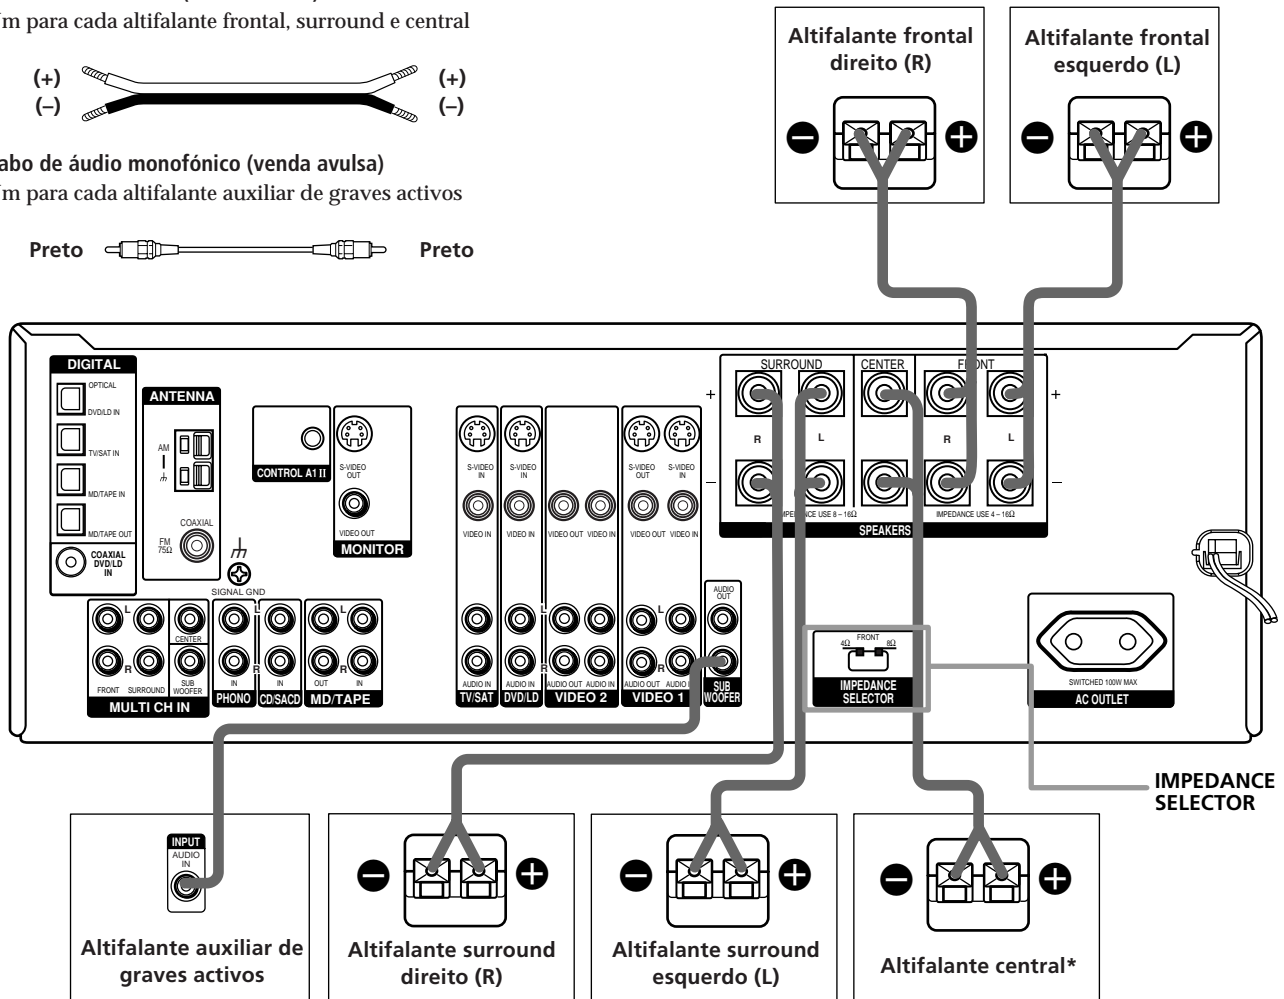 m para cada altifalante frontal, surround e central
(+)
(–)
(+)
(–)
abo de áudio monofónico (venda avulsa)
m para cada altifalante auxiliar de graves activos
Preto
Preto
Altifalante frontal
direito (R)
Altifalante frontal
esquerdo (L)
DIGITAL
OPTICAL
DVD/LD IN
TV/SAT IN
MD/TAPE IN
MD/TAPE OUT
COAXIAL
DVD/LD
IN
ANTENNA
AM
COAXIAL
FM
75Ω
SIGNAL GND
CONTROL A1 II
S-VIDEO
OUT
VIDEO OUT
MONITOR
S-VIDEO
IN
S-VIDEO
IN
S-VIDEO
OUT
S-VIDEO
IN
VIDEO IN
VIDEO IN
VIDEO OUT
VIDEO IN
VIDEO OUT
VIDEO IN
SURROUND
CENTER
FRONT
+
+
R
L
R
L
–
–
IMPEDANCE USE 8 – 16Ω
IMPEDANCE USE 4 – 16Ω
SPEAKERS
L
R
CENTER
FRONT
SURROUND
SUB
WOOFER
MULTI CH IN
L
R
IN
PHONO
IN
CD/SACD
L
R
OUT
IN
MD/TAPE
L
R
AUDIO IN
TV/SAT
AUDIO IN
DVD/LD
AUDIO OUT
AUDIO IN
VIDEO 2
L
R
AUDIO OUT
AUDIO IN
VIDEO 1
AUDIO
OUT
SUB
WOOFER
FRONT
4Ω
8Ω
IMPEDANCE
SELECTOR
SWITCHED 100W MAX
AC OUTLET
IMPEDANCE
SELECTOR
INPUT
AUDIO
IN
Altifalante auxiliar de
graves activos
Altifalante surround
direito (R)
Altifalante surround
esquerdo (L)
Altifalante central*